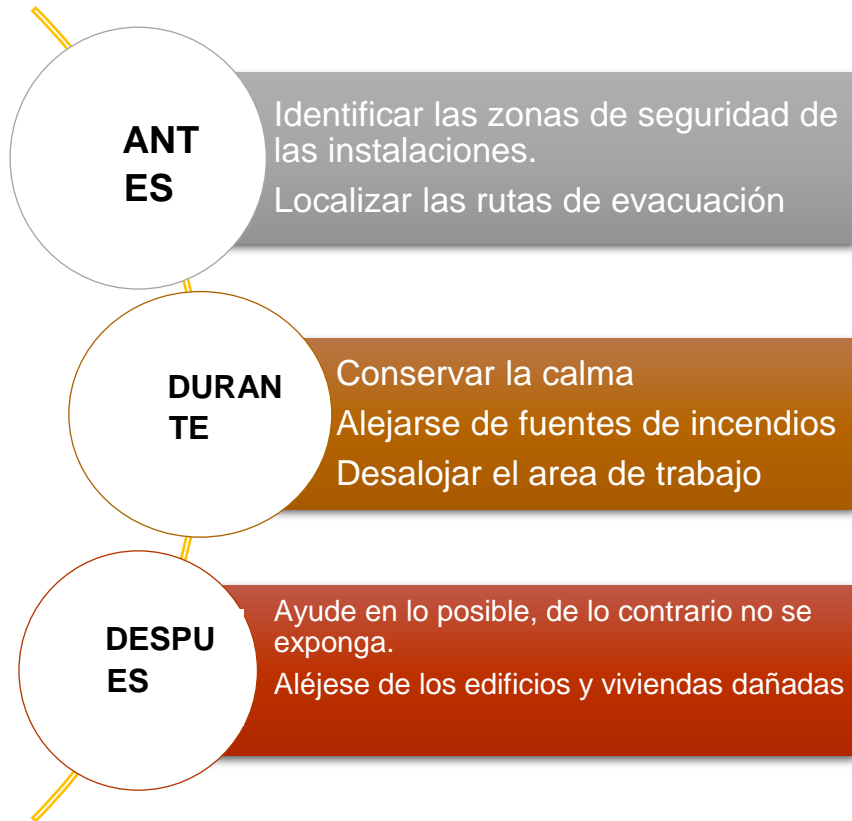 ANT
ES
Identificar las zonas de seguridad de
las instalaciones.
Localizar las rutas de evacuación
DURAN
TE
Conservar la calma
Alejarse de fuentes de incendios
Desalojar el area de trabajo
DESPU
ES
Ayude en lo posible, de lo contrario no se
exponga.
Aléjese de los edificios y viviendas dañadas